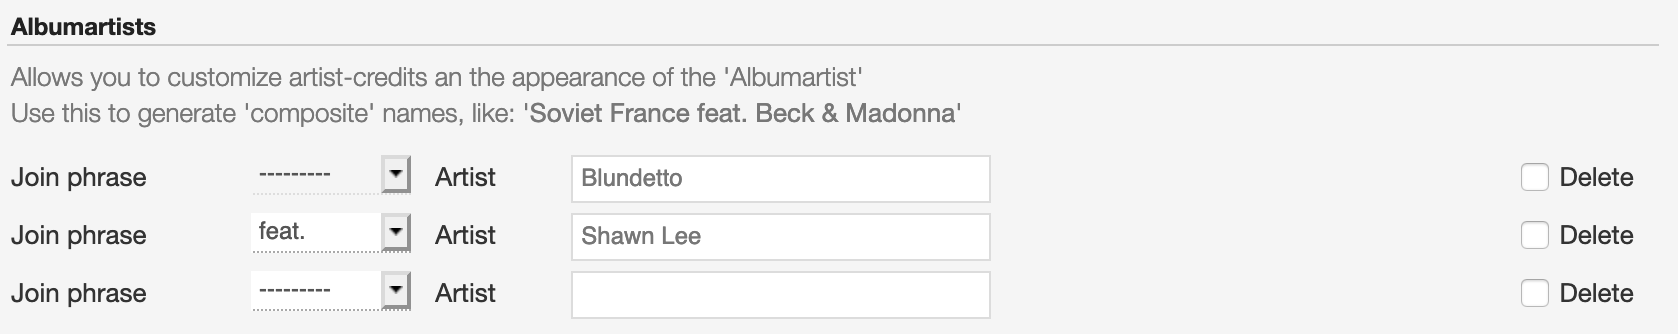 Albumartists
Allows you to customize artist-credits an the appearance of the 'Albumartist'
Use this to generate 'composite' names, like: 'Soviet France feat. Beck & Madonna'
Join phrase --------- Artist Blundetto Delete
Join phrase feat. Artist Shawn Lee Delete
Join phrase --------- Artist Delete